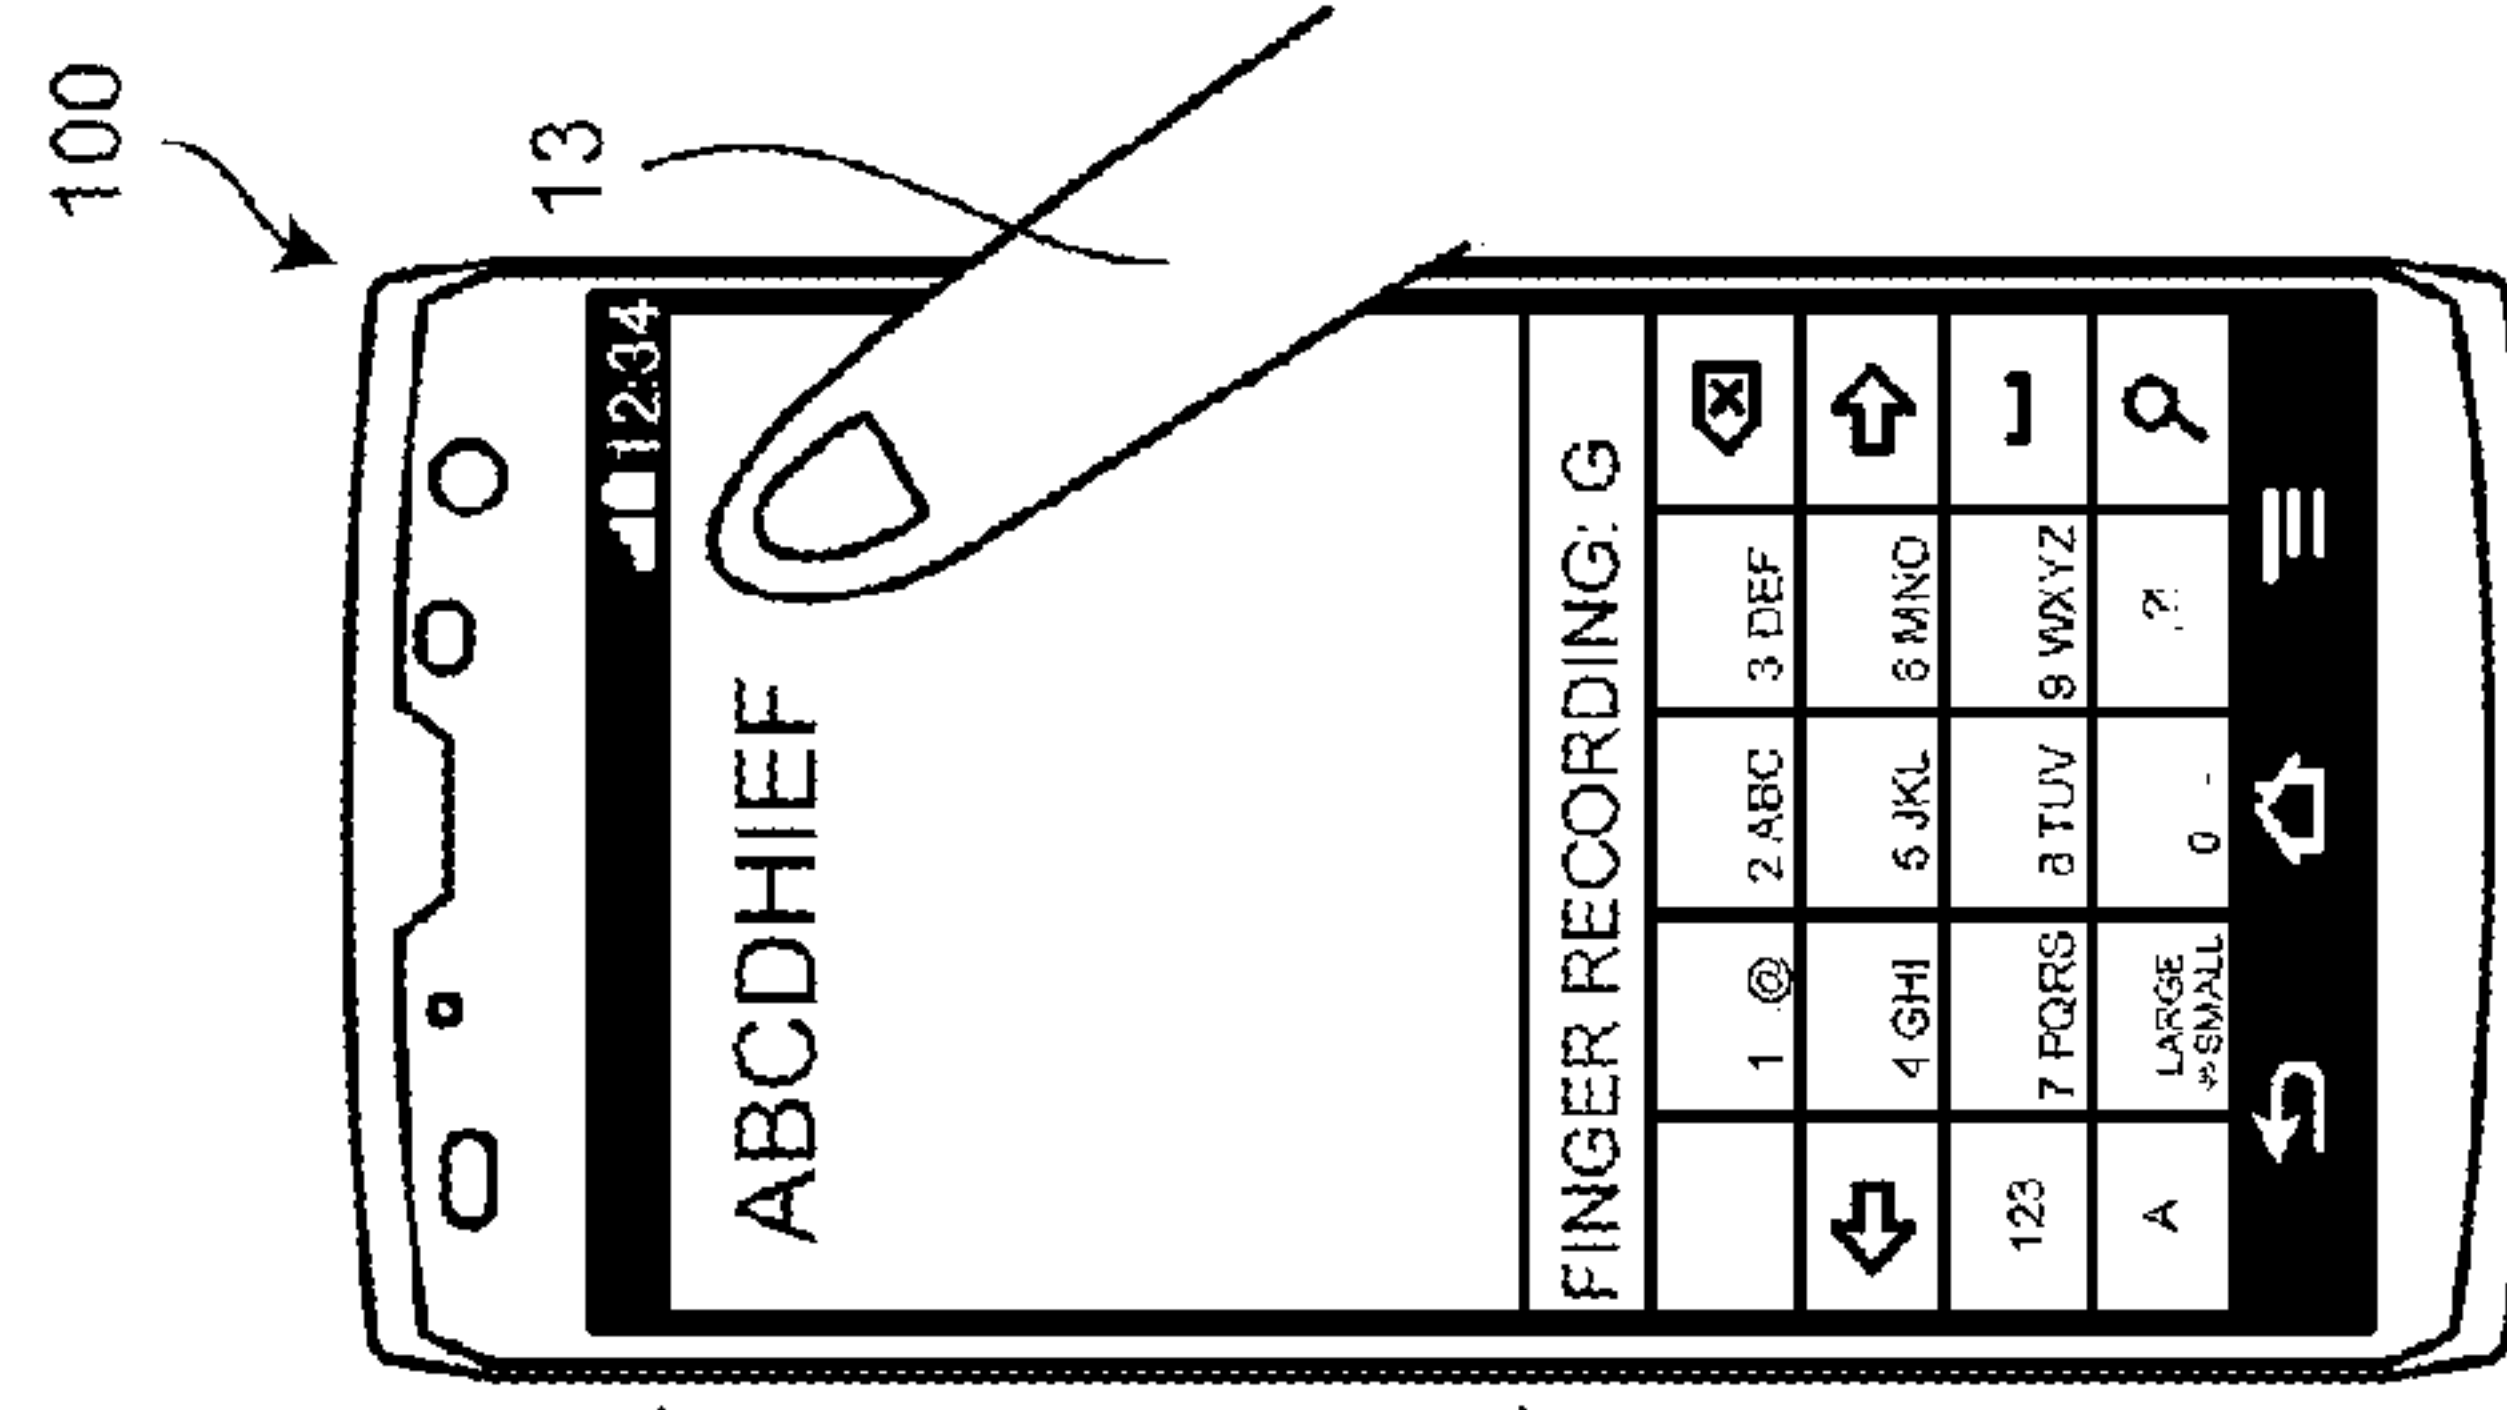 100
13
12:34
ABCDHIEF
FINGER RECORDING: G
1 .@
2 ABC
3 DEF
4 GHI
5 JKL
6 MNO
123
7 PQRS
8 TUV
9 WXYZ
A
LARGE
*SMALL
0 -
?!